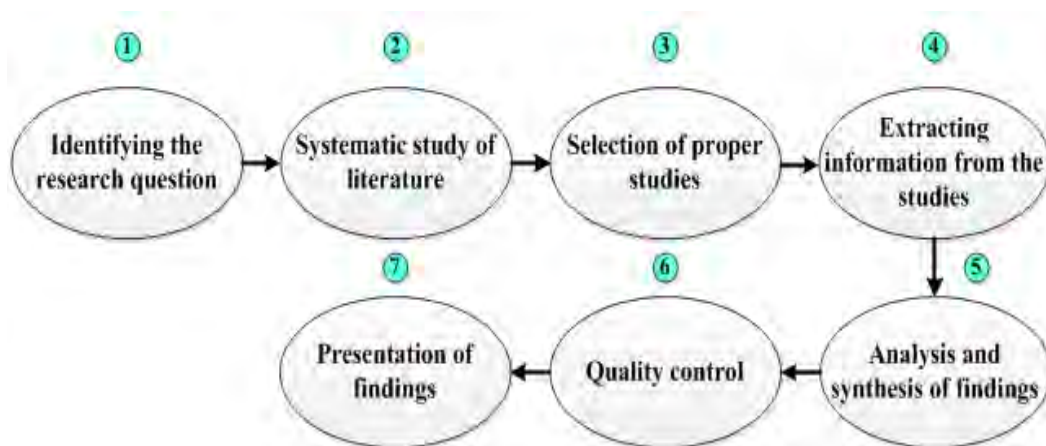 1
Identifying the
research question
2
Systematic study of
literature
3
Selection of proper
studies
4
Extracting
information from the
studies
5
Analysis and
synthesis of findings
6
Quality control
7
Presentation of
findings